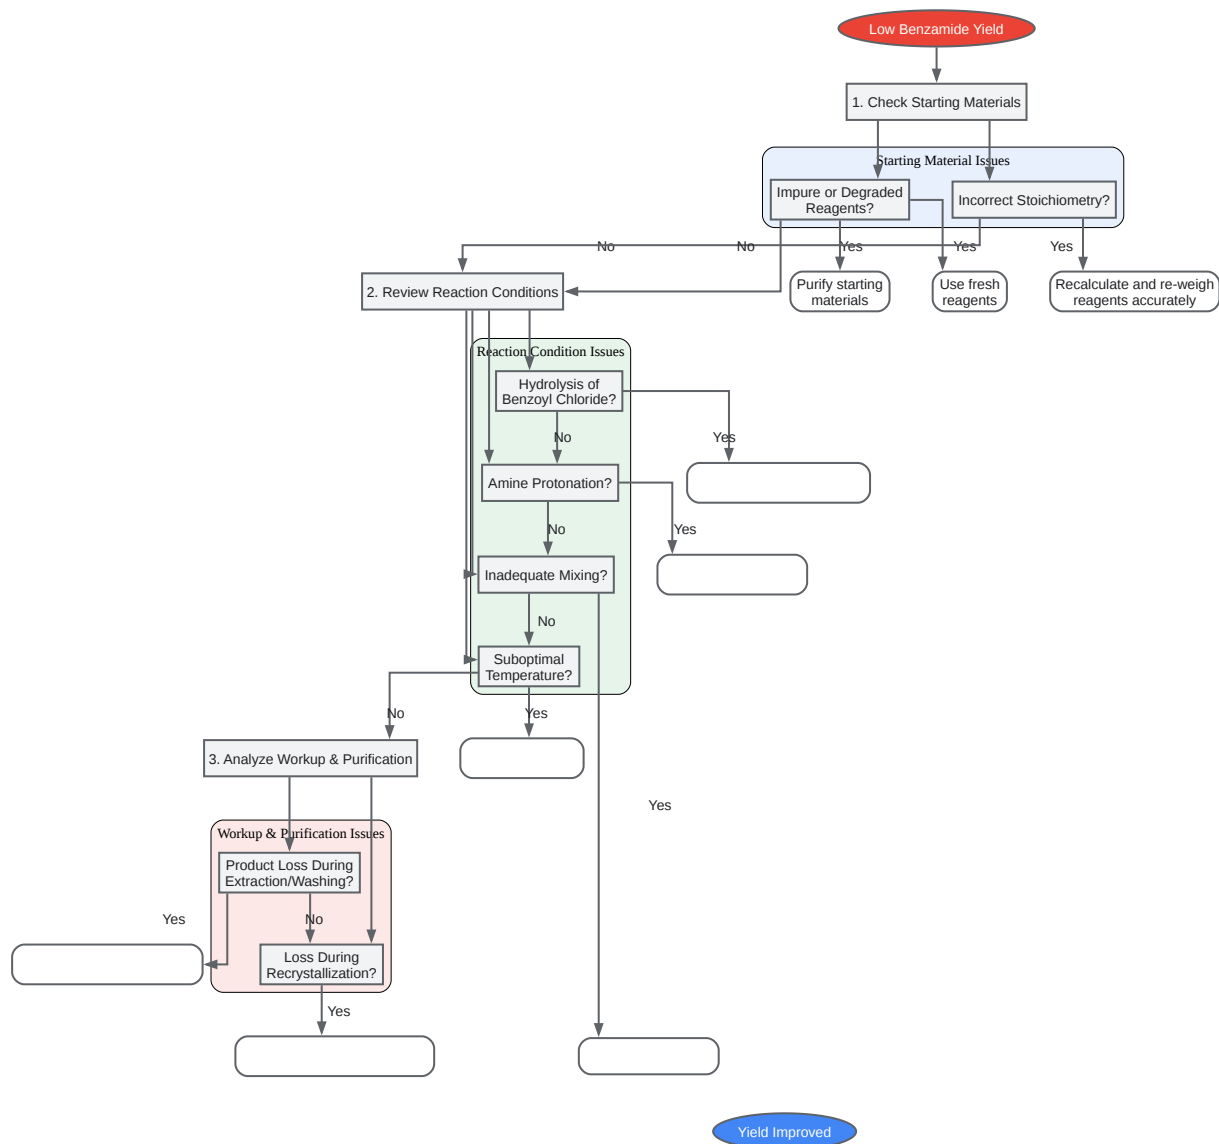 Low Benzamide Yield
1. Check Starting Materials
Starting Material Issues
Impure or Degraded
Reagents?
Incorrect Stoichiometry?
No
No
Yes
Yes
Yes
Purify starting
materials
Use fresh
reagents
Recalculate and re-weigh
reagents accurately
2. Review Reaction Conditions
Reaction Condition Issues
Hydrolysis of
Benzoyl Chloride?
No
Yes
Amine Protonation?
No
Yes
Inadequate Mixing?
No
Suboptimal
Temperature?
No
Yes
3. Analyze Workup & Purification
Yes
Workup & Purification Issues
Product Loss During
Extraction/Washing?
Yes
No
Loss During
Recrystallization?
Yes
Yield Improved